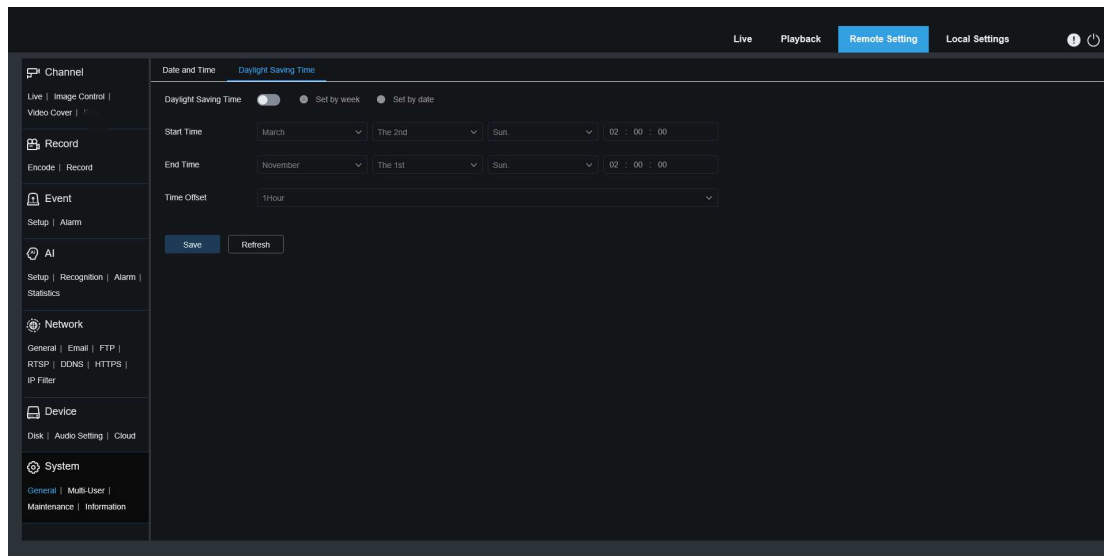 Live Playback Remote Setting Local Settings
Channel
Live | Image Control |
Video Cover |
Record
Encode | Record
Event
Setup | Alarm
AI
Setup | Recognition | Alarm |
Statistics
Network
General | Email | FTP |
RTSP | DDNS | HTTPS |
IP Filter
Device
Disk | Audio Setting | Cloud
System
General | Multi-User |
Maintenance | Information
Date and Time Daylight Saving Time
Daylight Saving Time Set by week Set by date
Start Time March The 2nd Sun. 02 : 00 : 00
End Time November The 1st Sun. 02 : 00 : 00
Time Offset 1Hour
Save Refresh